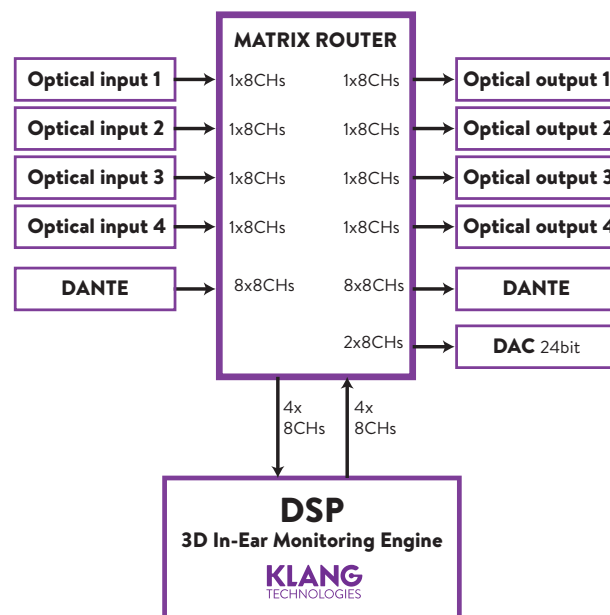 MATRIX ROUTER
Optical input 1
1x8CHs
1x8CHs
Optical output 1
Optical input 2
1x8CHs
1x8CHs
Optical output 2
Optical input 3
1x8CHs
1x8CHs
Optical output 3
Optical input 4
1x8CHs
1x8CHs
Optical output 4
DANTE
8x8CHs
8x8CHs
DANTE
2x8CHs
DAC 24bit
4x
8CHs
4x
8CHs
DSP
3D In-Ear Monitoring Engine
KLANG
TECHNOLOGIES